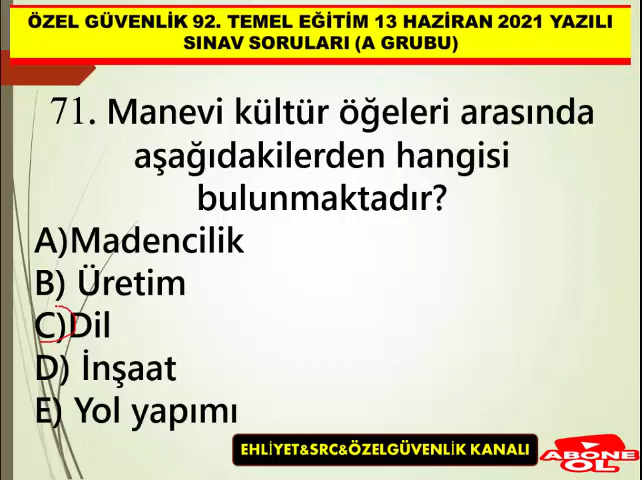 ÖZEL GÜVENLİK 92. TEMEL EĞİTİM 13 HAZİRAN 2021 YAZILI
SINAV SORULARI (A GRUBU)
71. Manevi kültür öğeleri arasında
aşağıdakilerden hangisi
bulunmaktadır?
A)Madencilik
B) Üretim
C)Dil
D) İnşaat
E) Yol yapımı
EHLİYET&SRC&ÖZELGÜVENLİK KANALI
ABONE
OL